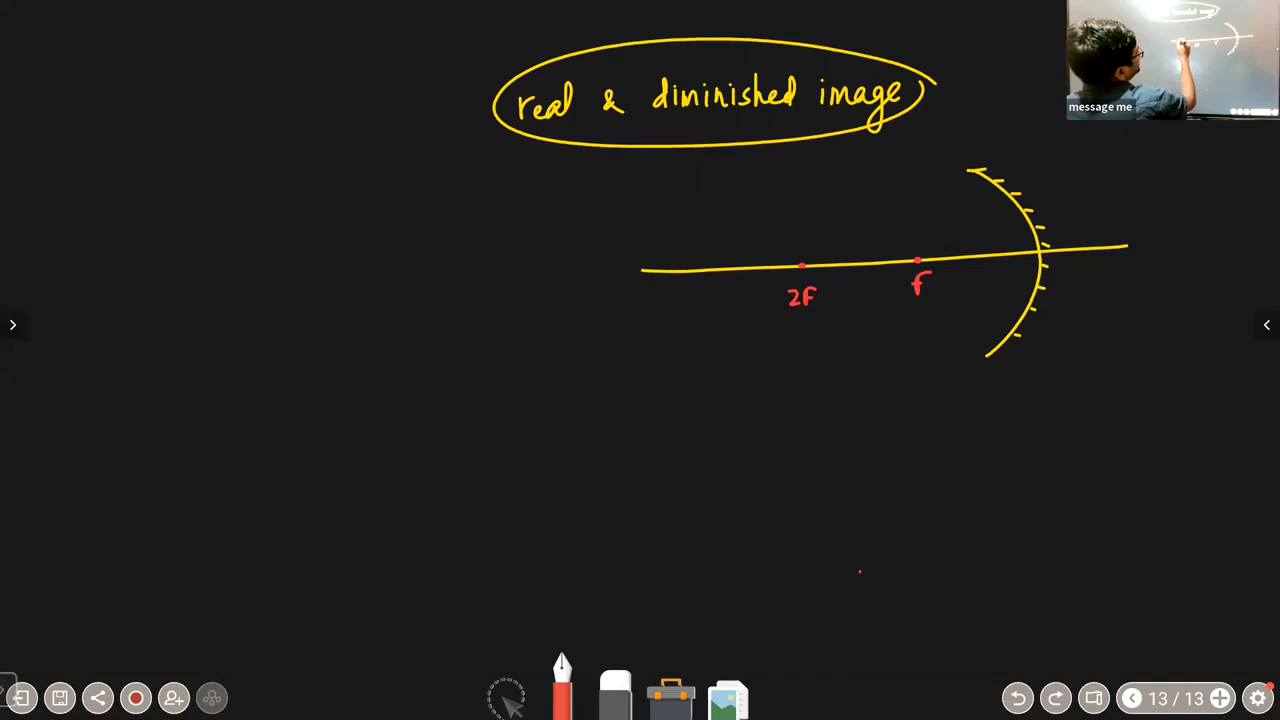 real & diminished image
message me
2F
F
13 / 13